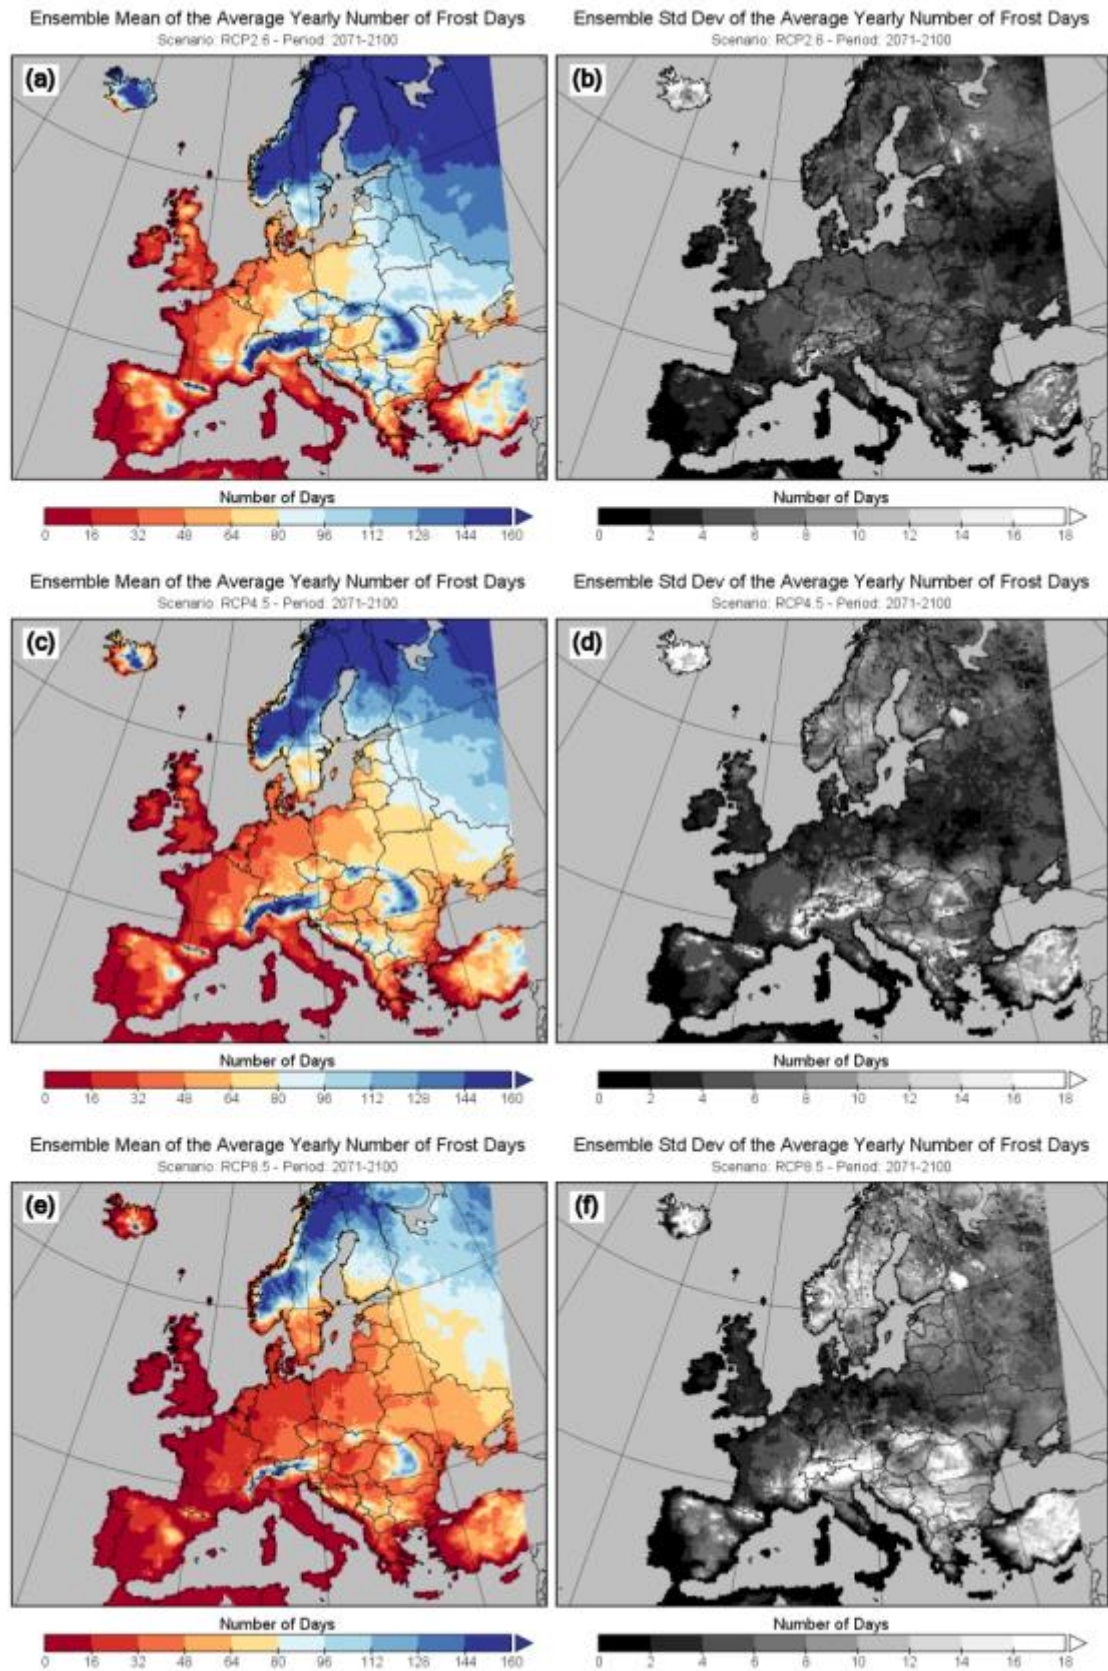 Ensemble Mean of the Average Yearly Number of Frost Days
Scenario: RCP2.6 - Period: 2071-2100
(a)
Number of Days
0 16 32 48 64 80 96 112 128 144 160
Ensemble Std Dev of the Average Yearly Number of Frost Days
Scenario: RCP2.6 - Period: 2071-2100
(b)
Number of Days
0 2 4 6 8 10 12 14 16 18
Ensemble Mean of the Average Yearly Number of Frost Days
Scenario: RCP4.5 - Period: 2071-2100
(c)
Number of Days
0 16 32 48 64 80 96 112 128 144 160
Ensemble Std Dev of the Average Yearly Number of Frost Days
Scenario: RCP4.5 - Period: 2071-2100
(d)
Number of Days
0 2 4 6 8 10 12 14 16 18
Ensemble Mean of the Average Yearly Number of Frost Days
Scenario: RCP8.5 - Period: 2071-2100
(e)
Number of Days
0 16 32 48 64 80 96 112 128 144 160
Ensemble Std Dev of the Average Yearly Number of Frost Days
Scenario: RCP8.5 - Period: 2071-2100
(f)
Number of Days
0 2 4 6 8 10 12 14 16 18